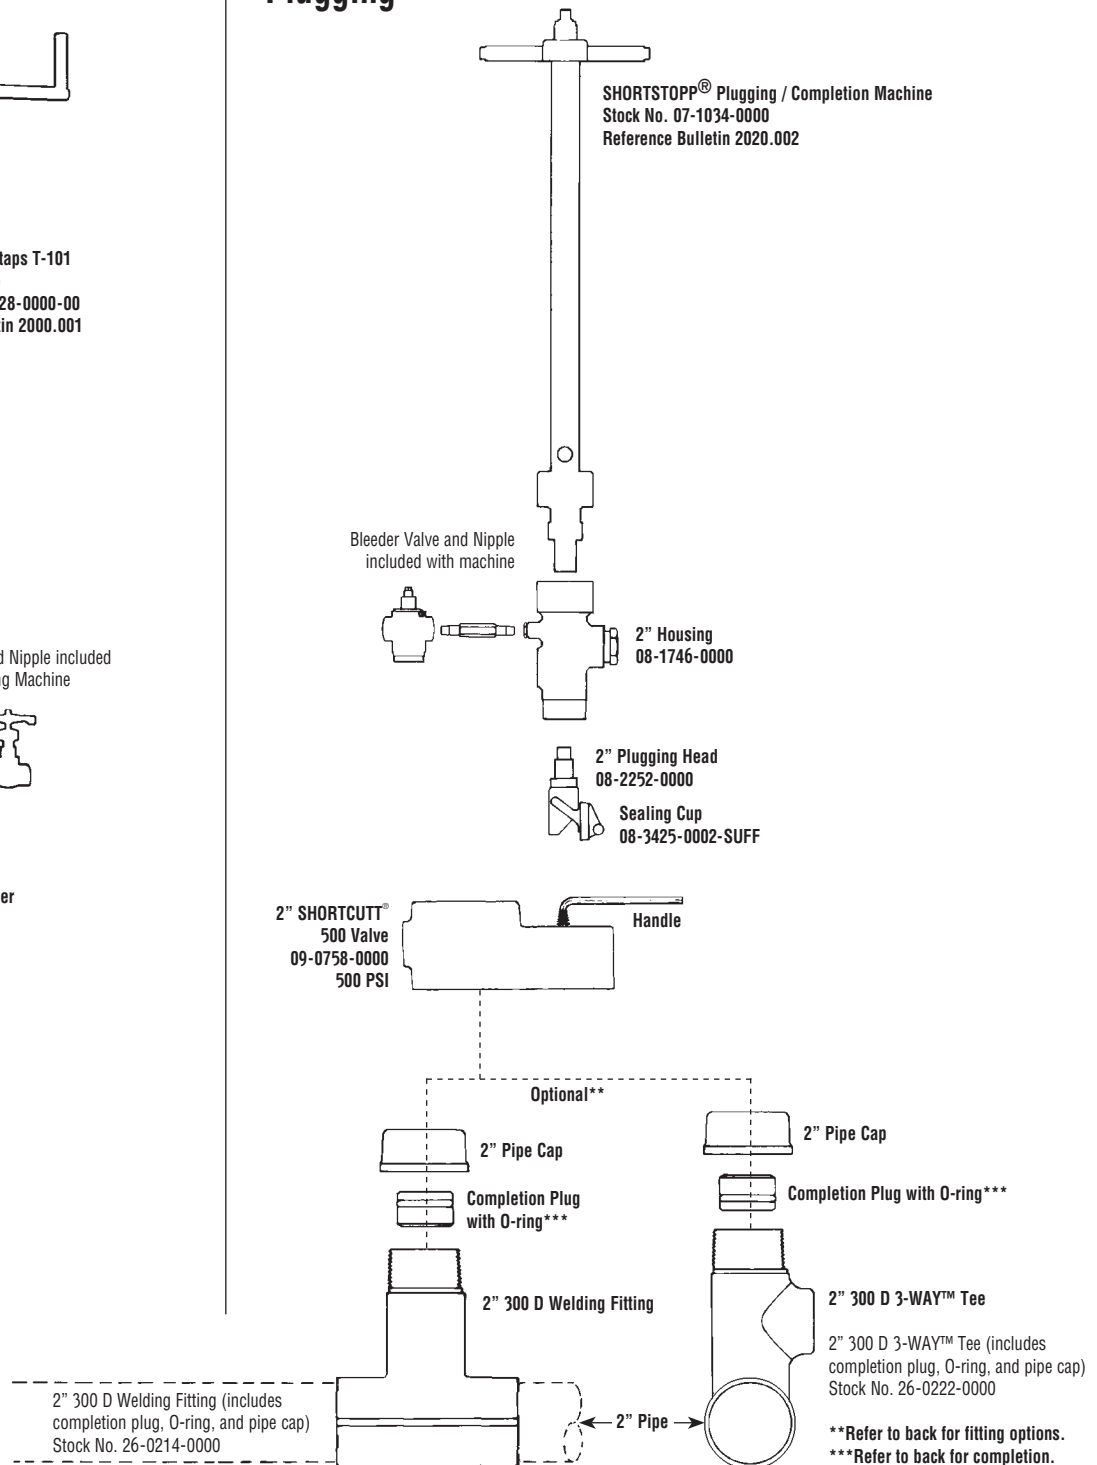 Plugging
SHORTSTOPP® Plugging / Completion Machine
Stock No. 07-1034-0000
Reference Bulletin 2020.002
taps T-101
28-0000-00
tin 2000.001
Bleeder Valve and Nipple
included with machine
2” Housing
08-1746-0000
d Nipple included
ng Machine
2” Plugging Head
08-2252-0000
Sealing Cup
08-3425-0002-SUFF
er
2” SHORTCUTT®
500 Valve
09-0758-0000
500 PSI
Handle
Optional**
2” Pipe Cap
2” Pipe Cap
Completion Plug
with O-ring***
Completion Plug with O-ring***
2” 300 D Welding Fitting
2” 300 D 3-WAY™ Tee
2” 300 D 3-WAY™ Tee (includes
completion plug, O-ring, and pipe cap)
Stock No. 26-0222-0000
2” 300 D Welding Fitting (includes
completion plug, O-ring, and pipe cap)
Stock No. 26-0214-0000
2” Pipe
**Refer to back for fitting options.
***Refer to back for completion.